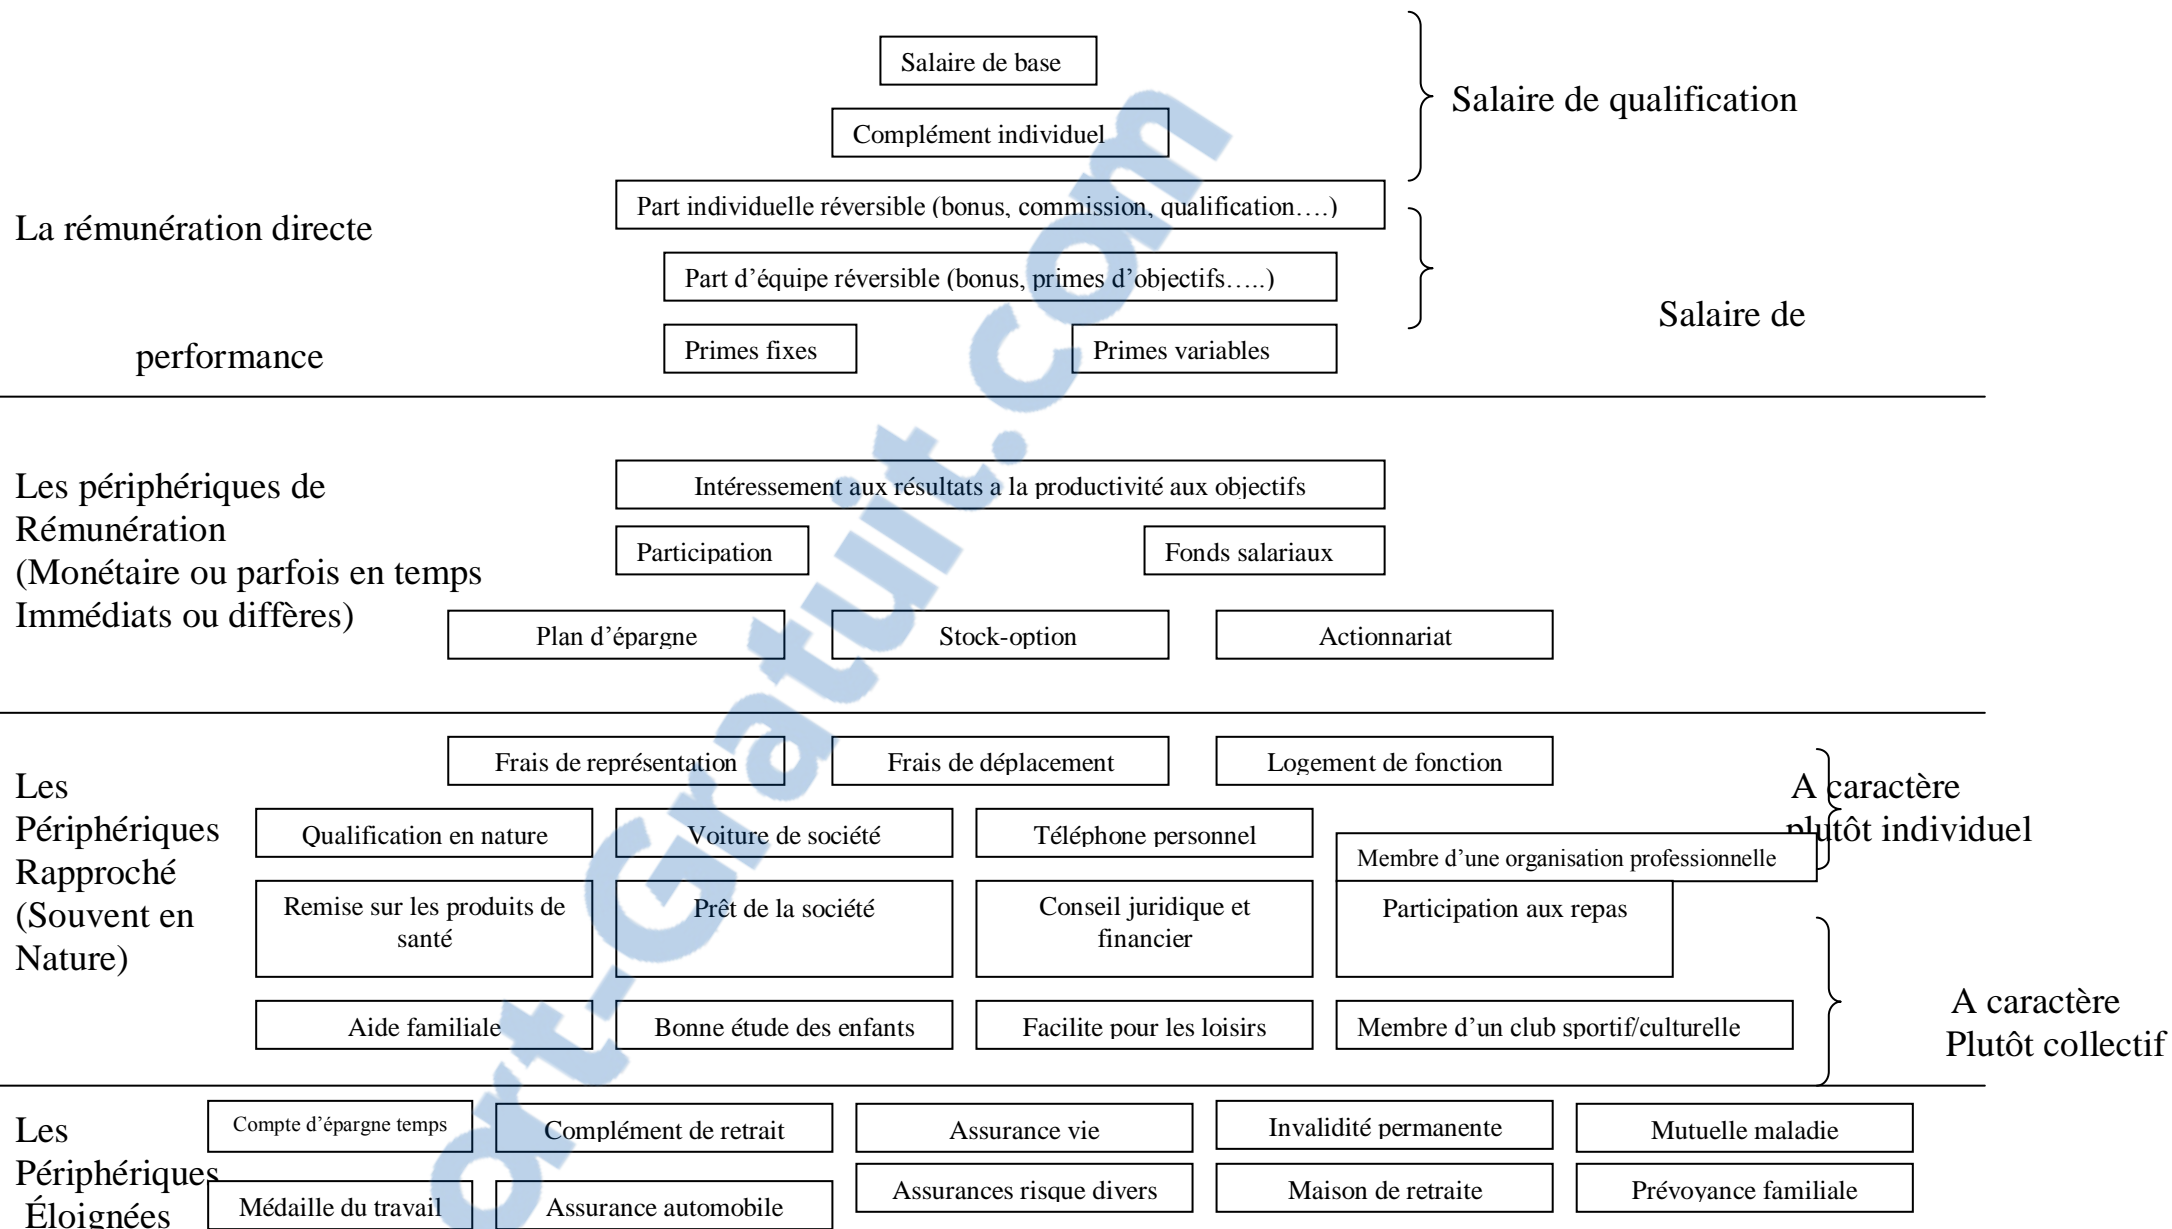 Salaire de base
Salaire de qualification
Complément individuel
Part individuelle réversible (bonus, commission, qualification….)
La rémunération directe
Part d’équipe réversible (bonus, primes d’objectifs…..)
Salaire de
performance
Primes fixes
Primes variables
Les périphériques de
Rémunération
(Monétaire ou parfois en temps
Immédiats ou diffères)
Intéressement aux résultats a la productivité aux objectifs
Participation
Fonds salariaux
Plan d’épargne
Stock-option
Actionnariat
Les
Périphériques
Rapproché
(Souvent en
Nature)
Frais de représentation
Frais de déplacement
Logement de fonction
A caractère
plutôt individuel
Qualification en nature
Voiture de société
Téléphone personnel
Membre d’une organisation professionnelle
Remise sur les produits de
santé
Prêt de la société
Conseil juridique et
financier
Participation aux repas
Aide familiale
Bonne étude des enfants
Facilite pour les loisirs
Membre d’un club sportif/culturelle
A caractère
Plutôt collectif
Les
Périphériques
Éloignées
Compte d’épargne temps
Complément de retrait
Assurance vie
Invalidité permanente
Mutuelle maladie
Médaille du travail
Assurance automobile
Assurances risque divers
Maison de retraite
Prévoyance familiale
ort-Gratuit.com